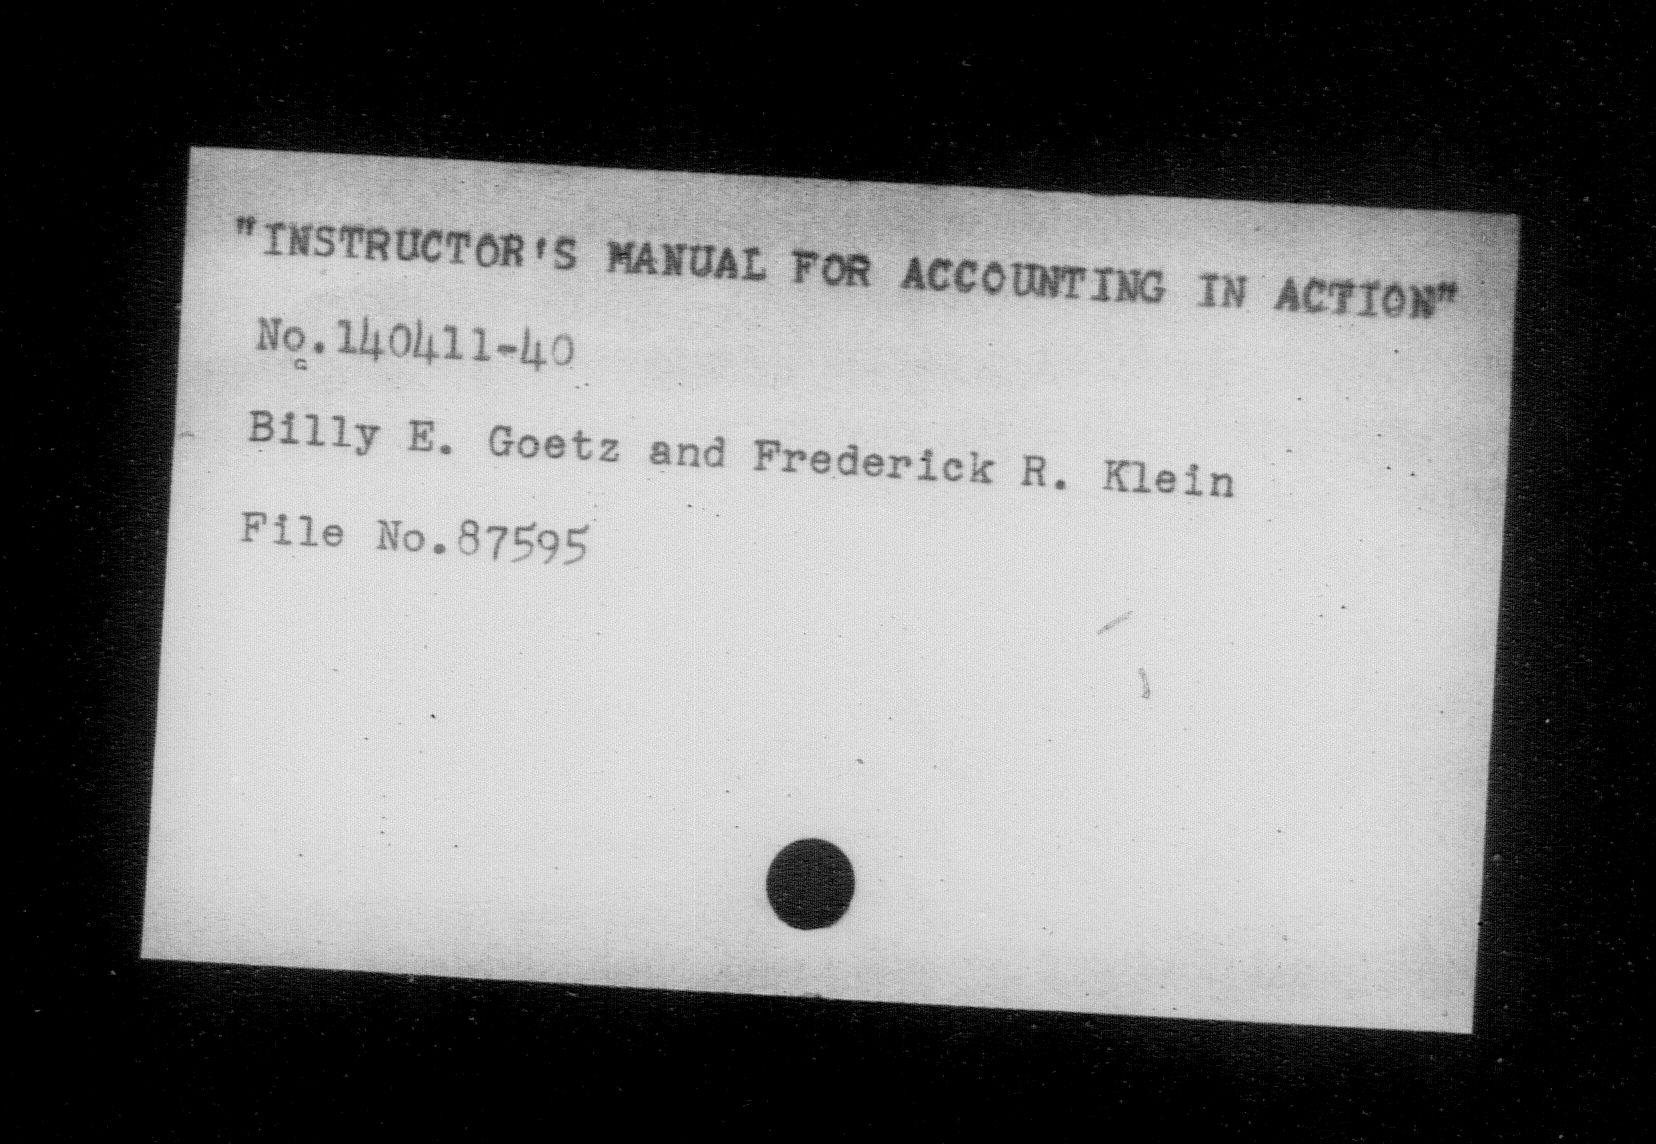 "INSTRUCTOR'S MANUAL FOR ACCOUNTING IN ACTION"
No.140411-40
Billy E. Goetz and Frederick R. Klein
File No.87595